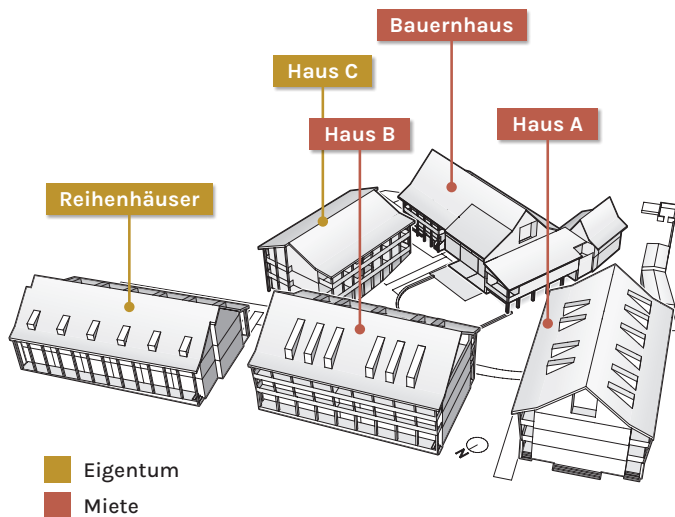 Bauernhaus
Haus C
Haus B
Haus A
Reihenhäuser
N
Eigentum
Miete